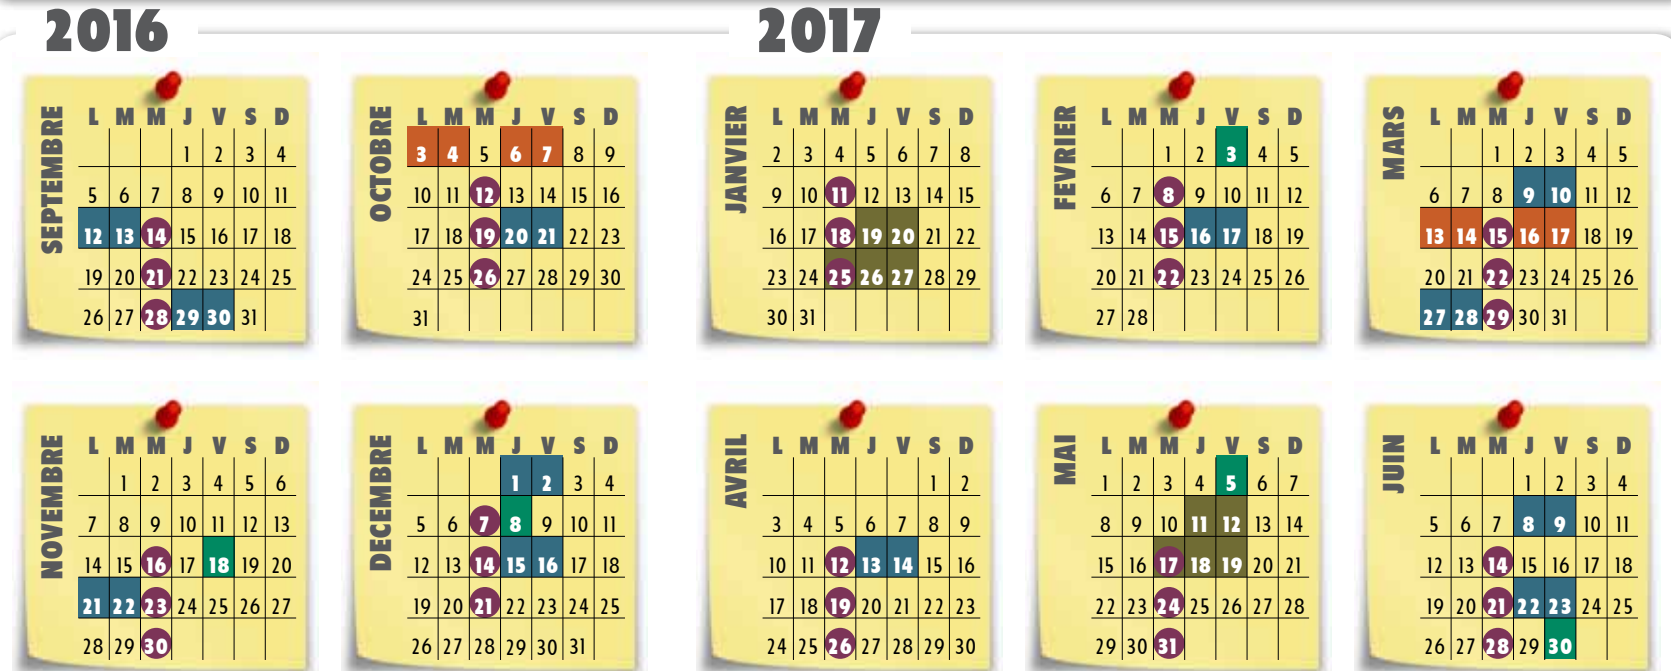 2016
2017
SEPTEMBRE
L M M J V S D
1 2 3 4
5 6 7 8 9 10 11
12 13 14 15 16 17 18
19 20 21 22 23 24 25
26 27 28 29 30 31
OCTOBRE
L M M J V S D
3 4 5 6 7 8 9
10 11 12 13 14 15 16
17 18 19 20 21 22 23
24 25 26 27 28 29 30
31
JANVIER
L M M J V S D
2 3 4 5 6 7 8
9 10 11 12 13 14 15
16 17 18 19 20 21 22
23 24 25 26 27 28 29
30 31
FEVRIER
L M M J V S D
1 2 3 4 5
6 7 8 9 10 11 12
13 14 15 16 17 18 19
20 21 22 23 24 25 26
27 28
MARS
L M M J V S D
1 2 3 4 5
6 7 8 9 10 11 12
13 14 15 16 17 18 19
20 21 22 23 24 25 26
27 28 29 30 31
NOVEMBRE
L M M J V S D
1 2 3 4 5 6
7 8 9 10 11 12 13
14 15 16 17 18 19 20
21 22 23 24 25 26 27
28 29 30
DECEMBRE
L M M J V S D
1 2 3 4
5 6 7 8 9 10 11
12 13 14 15 16 17 18
19 20 21 22 23 24 25
26 27 28 29 30 31
AVRIL
L M M J V S D
1 2
3 4 5 6 7 8 9
10 11 12 13 14 15 16
17 18 19 20 21 22 23
24 25 26 27 28 29 30
MAI
L M M J V S D
1 2 3 4 5 6 7
8 9 10 11 12 13 14
15 16 17 18 19 20 21
22 23 24 25 26 27 28
29 30 31
JUIN
L M M J V S D
1 2 3 4
5 6 7 8 9 10 11
12 13 14 15 16 17 18
19 20 21 22 23 24 25
26 27 28 29 30